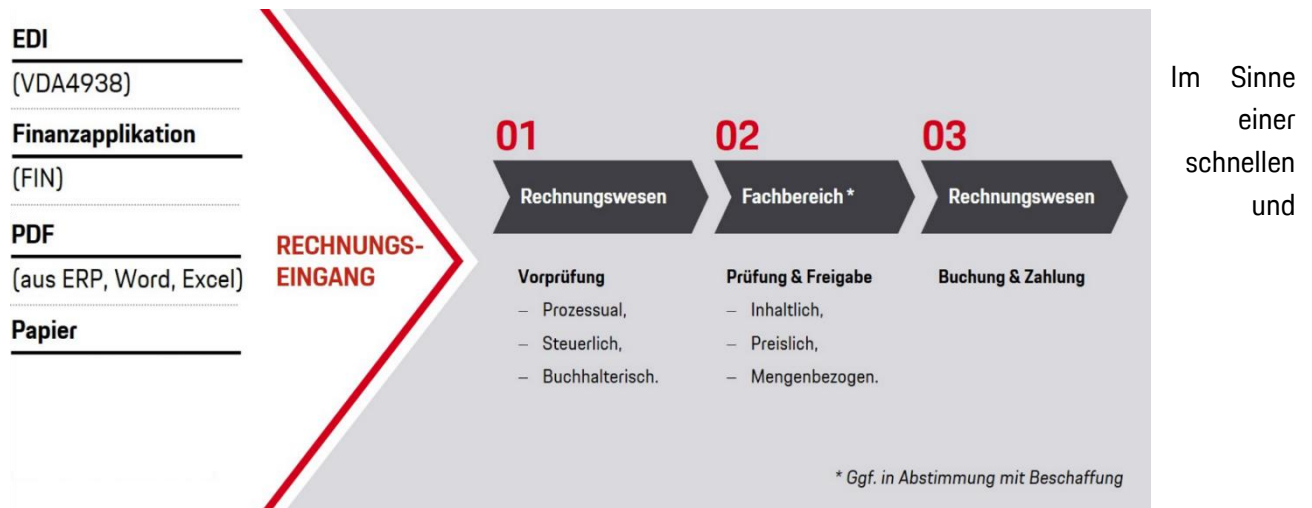 EDI
(VDA4938)
Finanzapplikation
(FIN)
PDF
(aus ERP, Word, Excel)
Papier
RECHNUNGS-
EINGANG
01
Rechnungswesen
Vorprüfung
– Prozessual,
– Steuerlich,
– Buchhalterisch.
02
Fachbereich *
Prüfung & Freigabe
– Inhaltlich,
– Preislich,
– Mengenbezogen.
03
Rechnungswesen
Buchung & Zahlung
* Ggf. in Abstimmung mit Beschaffung
Im Sinne
einer
schnellen
und